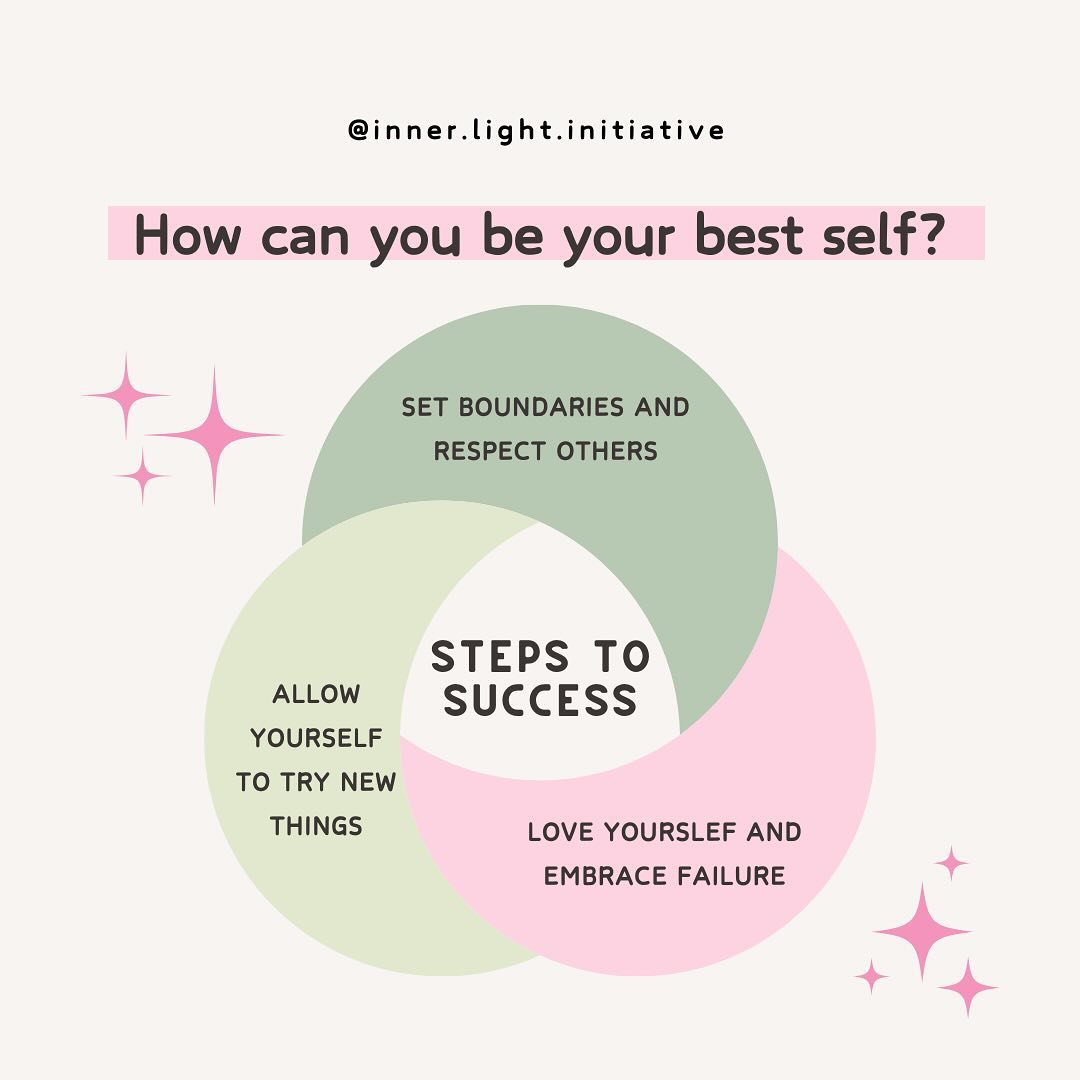 @inner.light.initiative
How can you be your best self?
SET BOUNDARIES AND
RESPECT OTHERS
STEPS TO
SUCCESS
ALLOW
YOURSELF
TO TRY NEW
THINGS
LOVE YOURSLEF AND
EMBRACE FAILURE